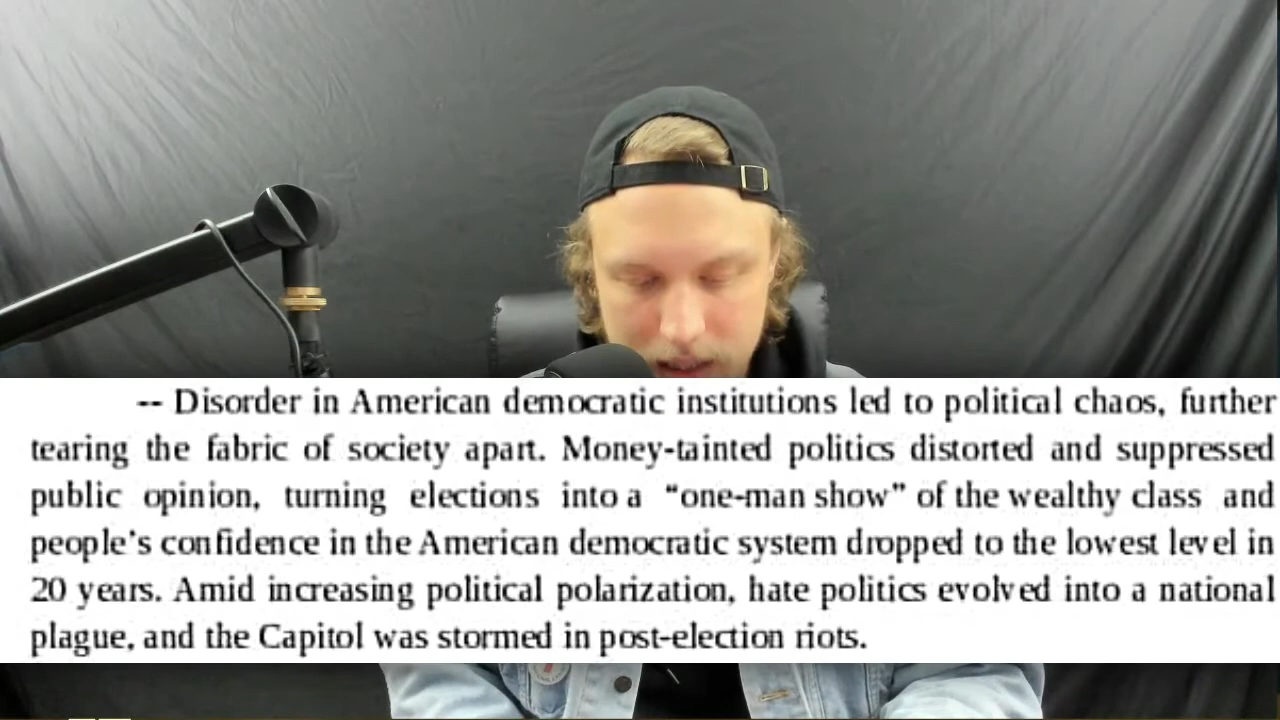 -- Disorder in American democratic institutions led to political chaos, further
tearing the fabric of society apart. Money-tainted politics distorted and suppressed
public opinion, turning elections into a “one-man show” of the wealthy class and
people’s confidence in the American democratic system dropped to the lowest level in
20 years. Amid increasing political polarization, hate politics evolved into a national
plague, and the Capitol was stormed in post-election riots.